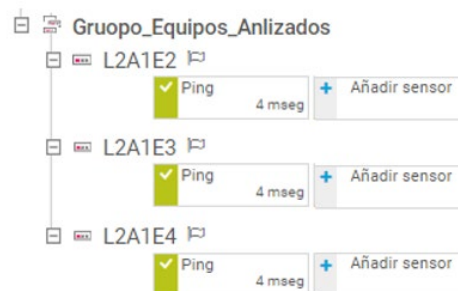 Gruopo_Equipos_Anlizados
L2A1E2
Ping
4 mseg
Añadir sensor
L2A1E3
Ping
4 mseg
Añadir sensor
L2A1E4
Ping
4 mseg
Añadir sensor